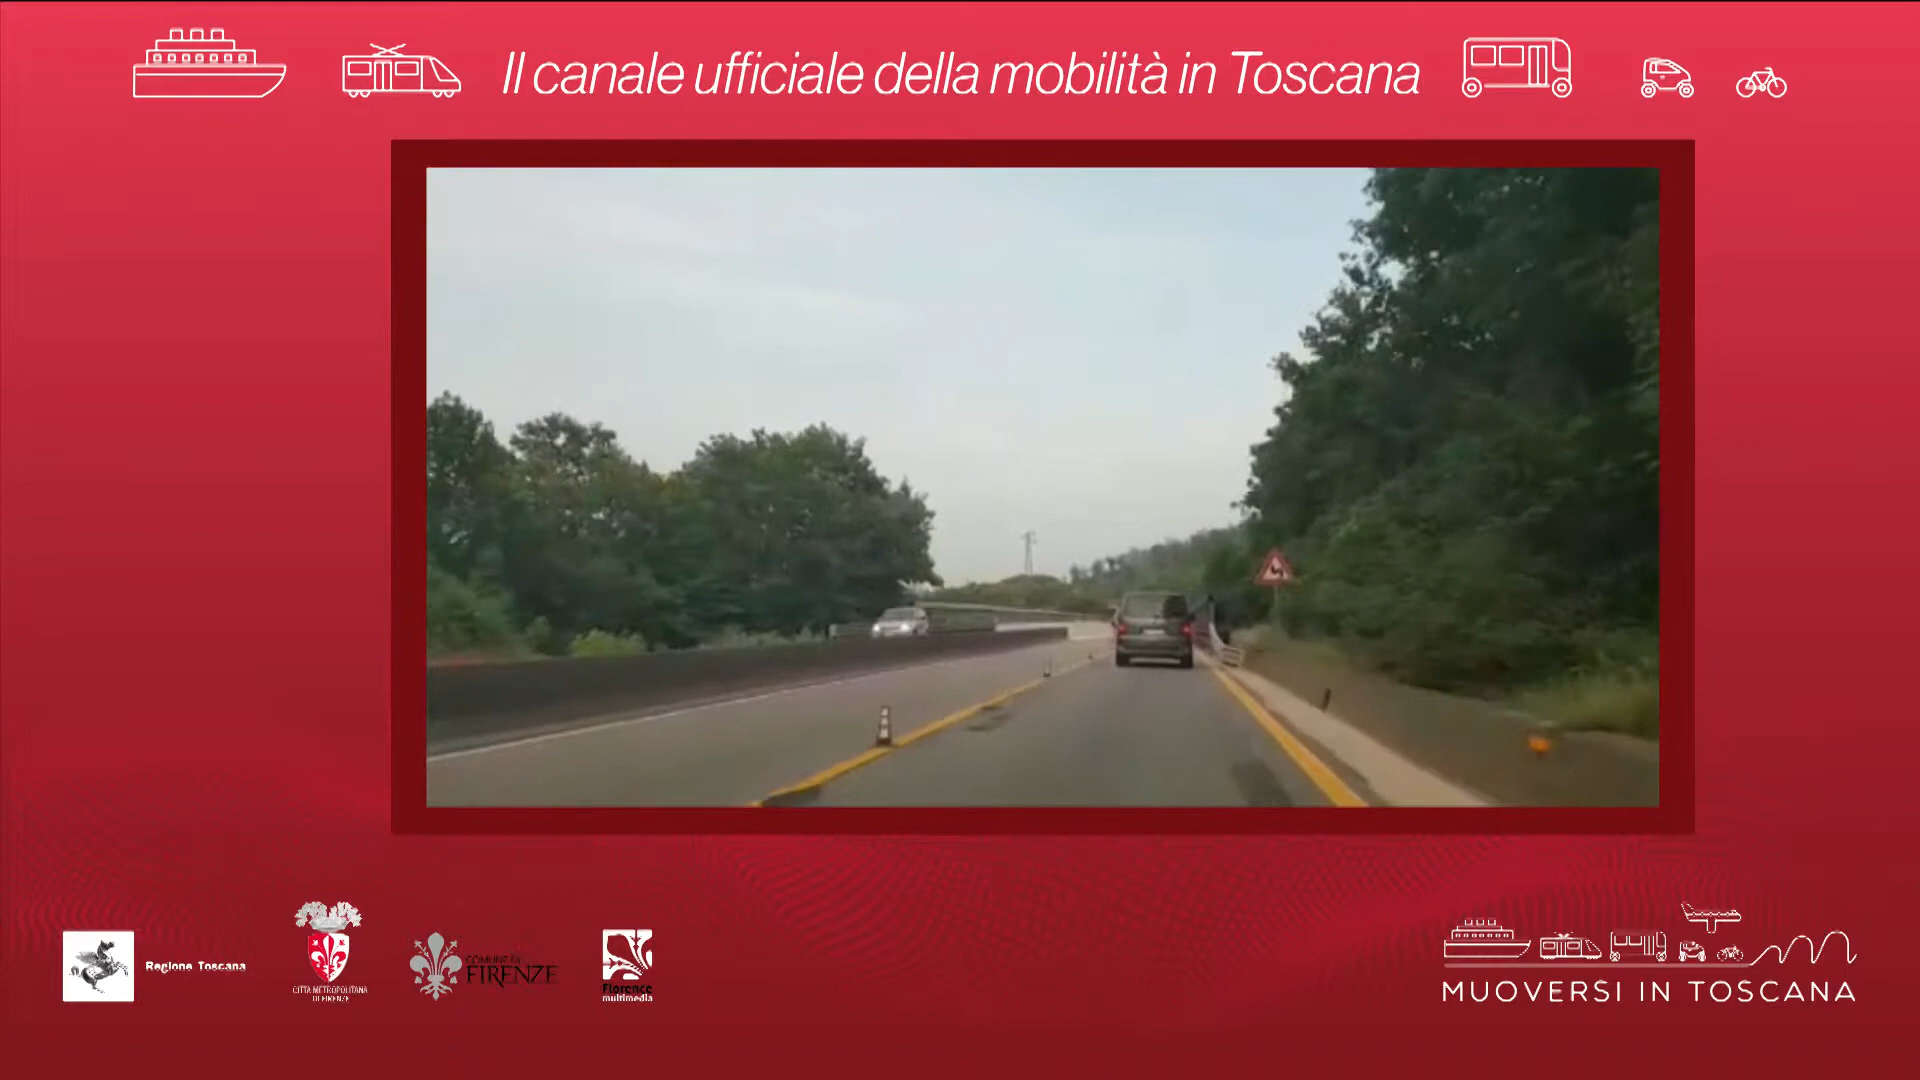 Il canale ufficiale della mobilità in Toscana
Regione Toscana
CITTÀ METROPOLITANA
DI FIRENZE
COMUNE DI
FIRENZE
Florence
multimedia
MUOVERSI IN TOSCANA